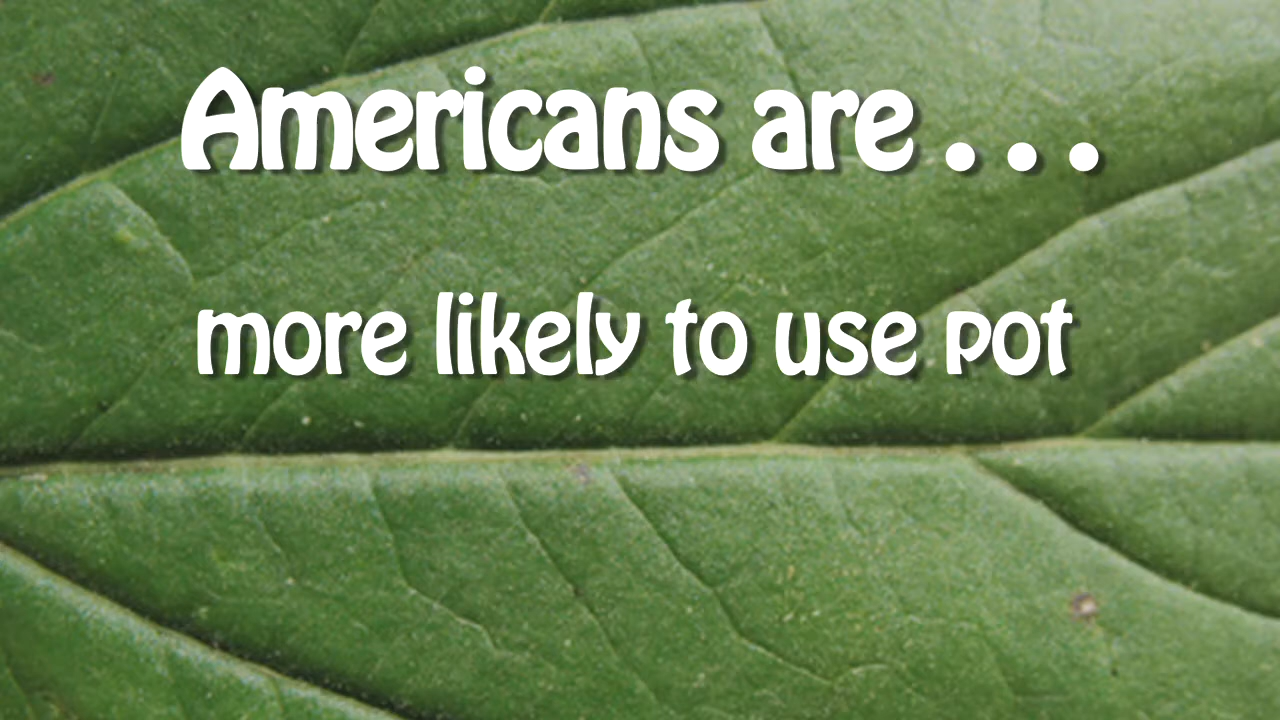 Americans are . . .
more likely to use pot